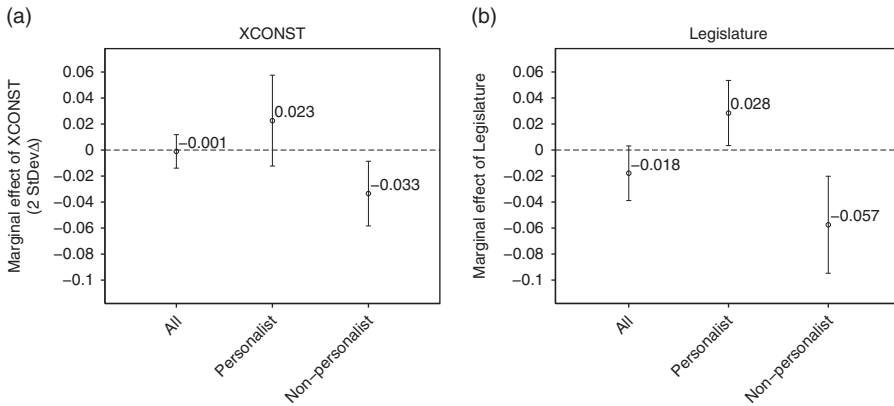 (a)
XCONST
Marginal effect of XCONST
(2 StDevΔ)
0.06
0.04
0.02
0
−0.02
−0.04
−0.06
−0.08
−0.1
−0.001
0.023
−0.033
All
Personalist
Non−personalist
(b)
Legislature
Marginal effect of Legislature
0.06
0.04
0.02
0
−0.02
−0.04
−0.06
−0.08
−0.1
−0.018
0.028
−0.057
All
Personalist
Non−personalist